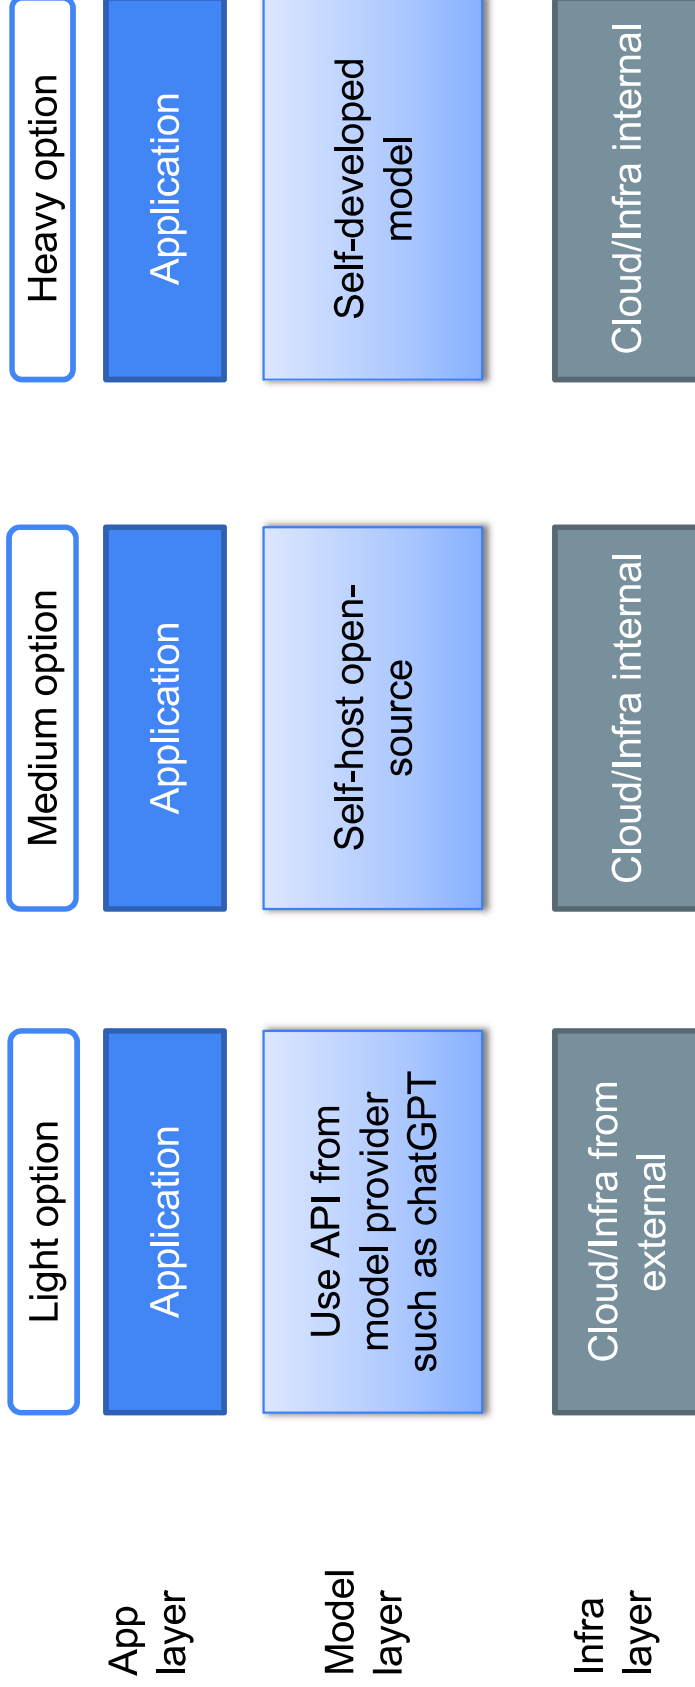 Light option
Medium option
Heavy option
App
layer
Application
Application
Application
Model
layer
Use API from
model provider
such as chatGPT
Self-host open-
source
Self-developed
model
Infra
layer
Cloud/Infra from
external
Cloud/Infra internal
Cloud/Infra internal